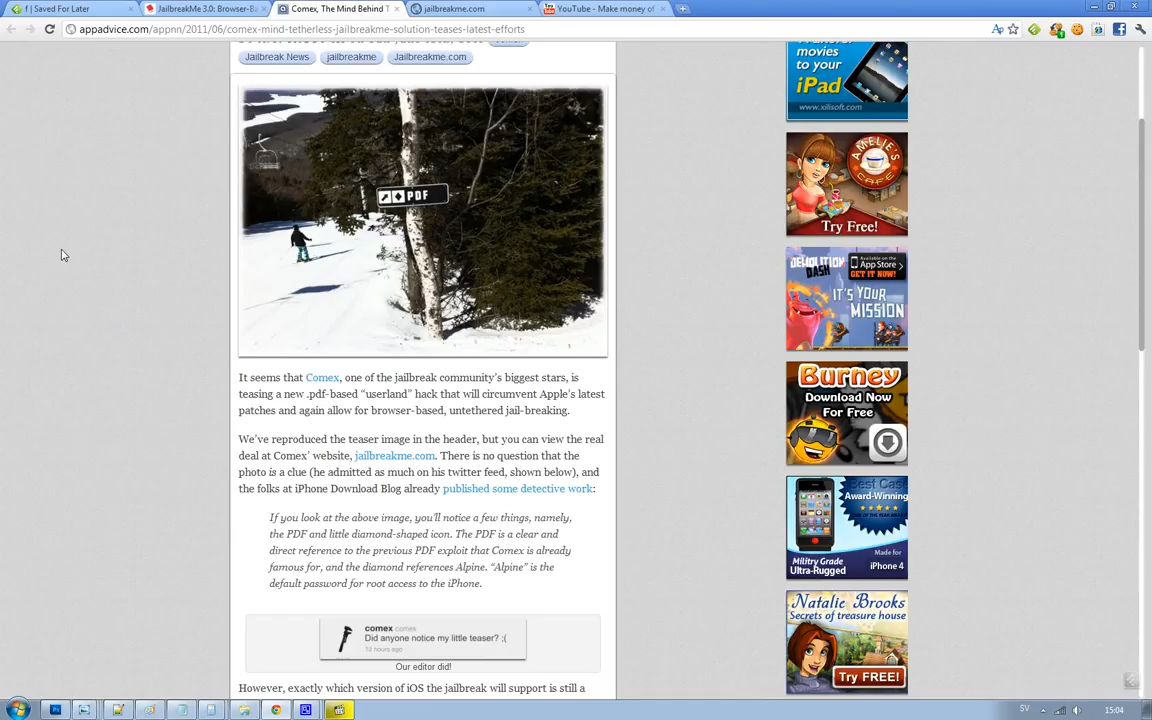 f | Saved For Later
JailbreakMe 3.0: Browser-Ba
Comex, The Mind Behind T
jailbreakme.com
YouTube - Make money of
appadvice.com/appnn/2011/06/comex-mind-tetherless-jailbreakme-solution-teases-latest-efforts
Jailbreak News
jailbreakme
Jailbreakme.com
PDF
It seems that Comex, one of the jailbreak community's biggest stars, is
teasing a new .pdf-based "userland" hack that will circumvent Apple's latest
patches and again allow for browser-based, untethered jail-breaking.
We've reproduced the teaser image in the header, but you can view the real
deal at Comex' website, jailbreakme.com. There is no question that the
photo is a clue (he admitted as much on his twitter feed, shown below), and
the folks at iPhone Download Blog already published some detective work:
If you look at the above image, you'll notice a few things, namely,
the PDF and little diamond-shaped icon. The PDF is a clear and
direct reference to the previous PDF exploit that Comex is already
famous for, and the diamond references Alpine. "Alpine" is the
default password for root access to the iPhone.
comex comex
Did anyone notice my little teaser? ;(
13 hours ago
Our editor did!
However, exactly which version of iOS the jailbreak will support is still a
movies
to your
iPad
www.xilisoft.com
AMELIE'S
CAFE
Try Free!
DEMOLITION
DASH
Available on the
App Store
GET IT NOW!
IT'S YOUR
MISSION
Burney
Download Now
For Free
Best Case
Award-Winning
Militry Grade
Ultra-Rugged
Made for
iPhone 4
Natalie Brooks
Secrets of treasure house
Try FREE!
SV
15:04